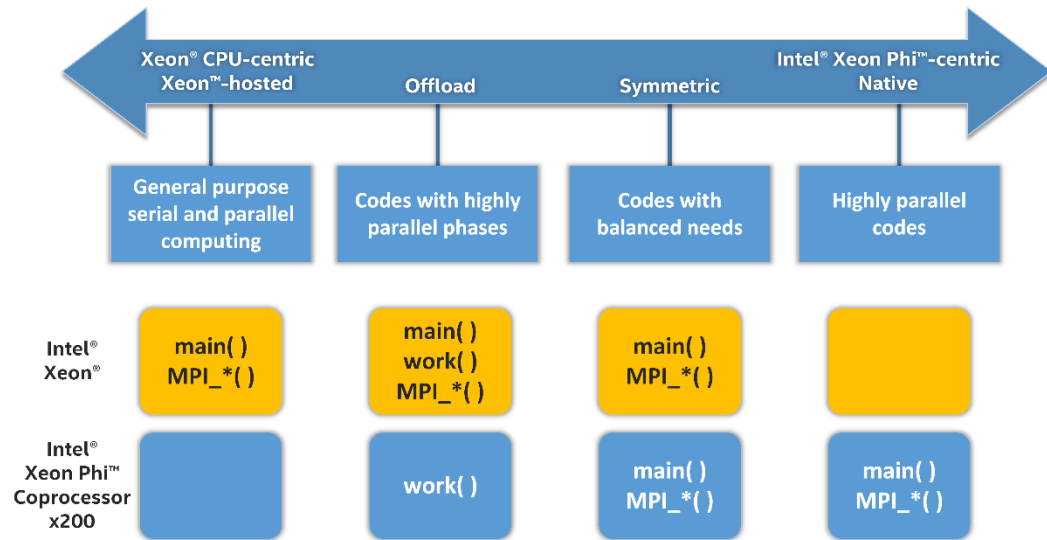 Xeon® CPU-centric
Xeon™-hosted
Offload
Symmetric
Intel® Xeon Phi™-centric
Native
General purpose
serial and parallel
computing
Codes with highly
parallel phases
Codes with
balanced needs
Highly parallel
codes
Intel®
Xeon®
main( )
MPI_*( )
main( )
work( )
MPI_*( )
main( )
MPI_*( )
Intel®
Xeon Phi™
Coprocessor
x200
work( )
main( )
MPI_*( )
main( )
MPI_*( )